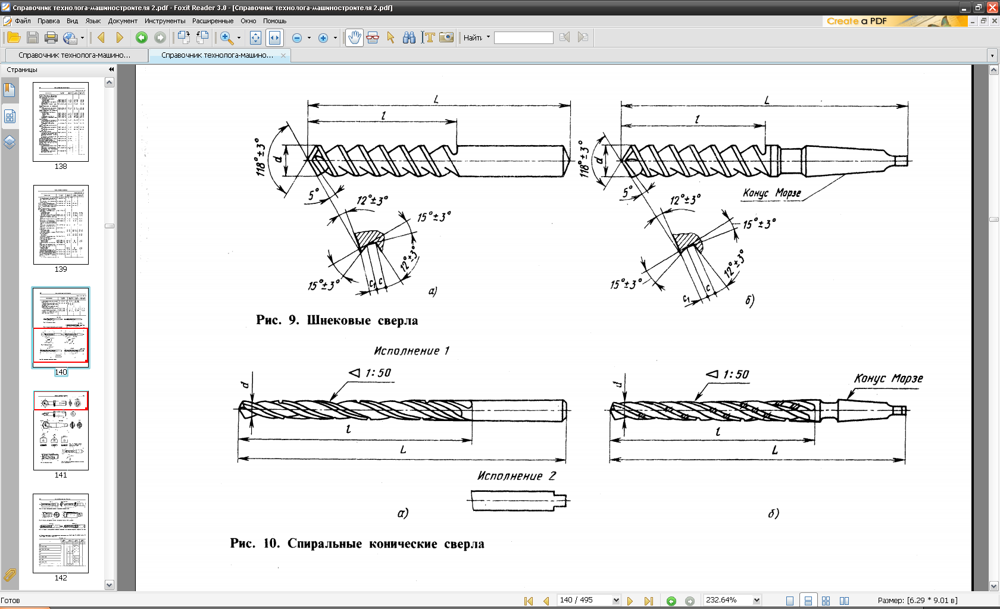 Справочник технолога-машиностроителя 2.pdf - Foxit Reader 3.0 - [Справочник технолога-машиностроителя 2.pdf]
Файл Правка Вид Язык Документ Инструменты Расширенные Окно Помощь
Create a PDF
Найти:
Справочник технолога-машино...
Справочник технолога-машино...
Страницы
138
139
140
141
142
L
l
118°±3°
d
5°
12°±3°
15°±3°
15°±3°
12°±3°
c₁
c
а)
L
l
118°±3°
d
5°
Конус Морзе
12°±3°
15°±3°
15°±3°
12°±3°
c₁
c
б)
Рис. 9. Шнековые сверла
Исполнение 1
d
1:50
l
L
d
1:50
Конус Морзе
l
L
Исполнение 2
а)
б)
Рис. 10. Спиральные конические сверла
Готов
140 / 495
232.64%
Размер: [6.29 * 9.01 в]